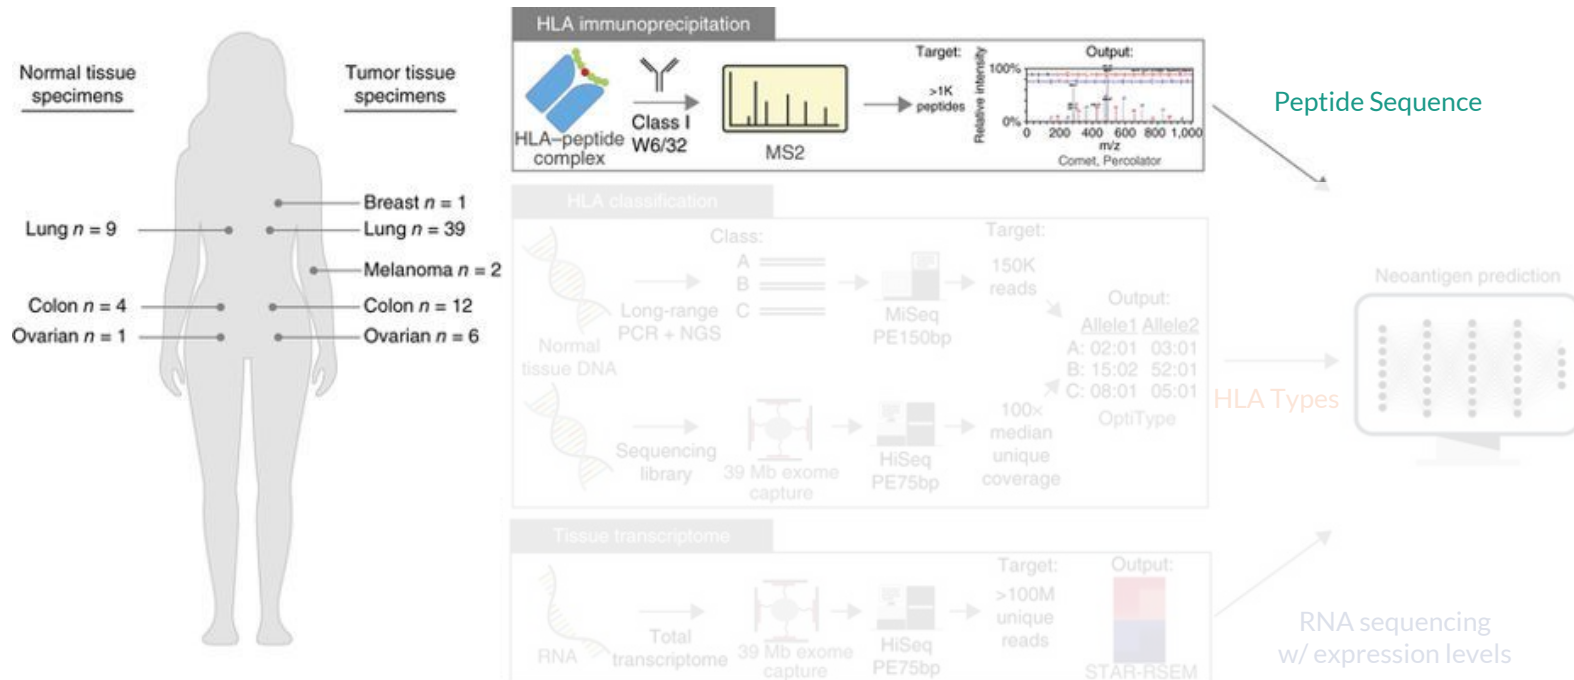 Normal tissue
specimens
Tumor tissue
specimens
Breast n = 1
Lung n = 9
Lung n = 39
Melanoma n = 2
Colon n = 4
Colon n = 12
Ovarian n = 1
Ovarian n = 6
HLA immunoprecipitation
HLA–peptide
complex
Class I
W6/32
MS2
Target:
>1K
peptides
Output:
Relative intensity
100%
0%
0 200 400 600 800 1,000
m/z
Comet, Percolator
Peptide Sequence
HLA classification
Normal
tissue DNA
Long-range
PCR + NGS
Class:
A
B
C
MiSeq
PE150bp
Target:
150K
reads
Sequencing
library
39 Mb exome
capture
HiSeq
PE75bp
100×
median
unique
coverage
Output:
Allele1 Allele2
A: 02:01 03:01
B: 15:02 52:01
C: 08:01 05:01
OptiType
HLA Types
Neoantigen prediction
Tissue transcriptome
RNA
Total
transcriptome
39 Mb exome
capture
HiSeq
PE75bp
Target:
>100M
unique
reads
Output:
STAR-RSEM
RNA sequencing
w/ expression levels